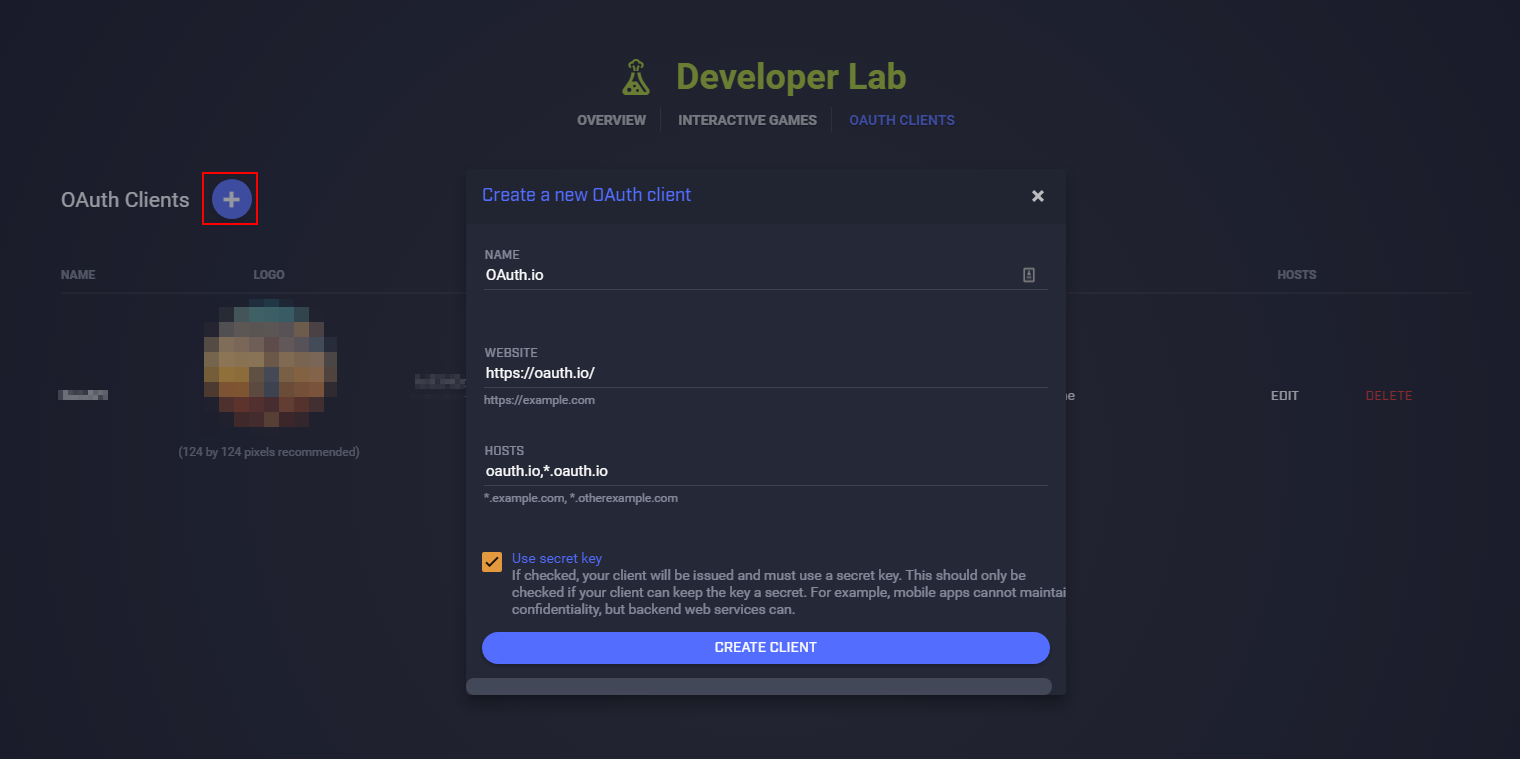 Developer Lab
OVERVIEW
INTERACTIVE GAMES
OAUTH CLIENTS
OAuth Clients
NAME
LOGO
HOSTS
(124 by 124 pixels recommended)
EDIT
DELETE
Create a new OAuth client
NAME
OAuth.io
WEBSITE
https://oauth.io/
https://example.com
HOSTS
oauth.io,*.oauth.io
*.example.com, *.otherexample.com
Use secret key
If checked, your client will be issued and must use a secret key. This should only be
checked if your client can keep the key a secret. For example, mobile apps cannot maintai
confidentiality, but backend web services can.
CREATE CLIENT